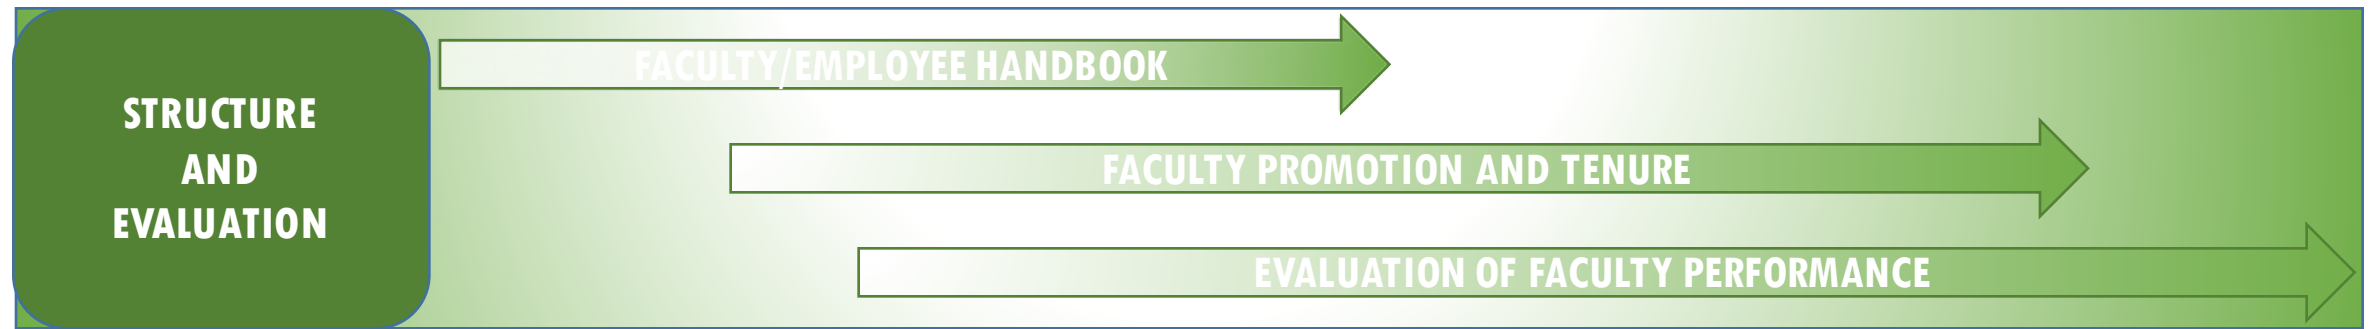 STRUCTURE
AND
EVALUATION
FACULTY/EMPLOYEE HANDBOOK
FACULTY PROMOTION AND TENURE
EVALUATION OF FACULTY PERFORMANCE